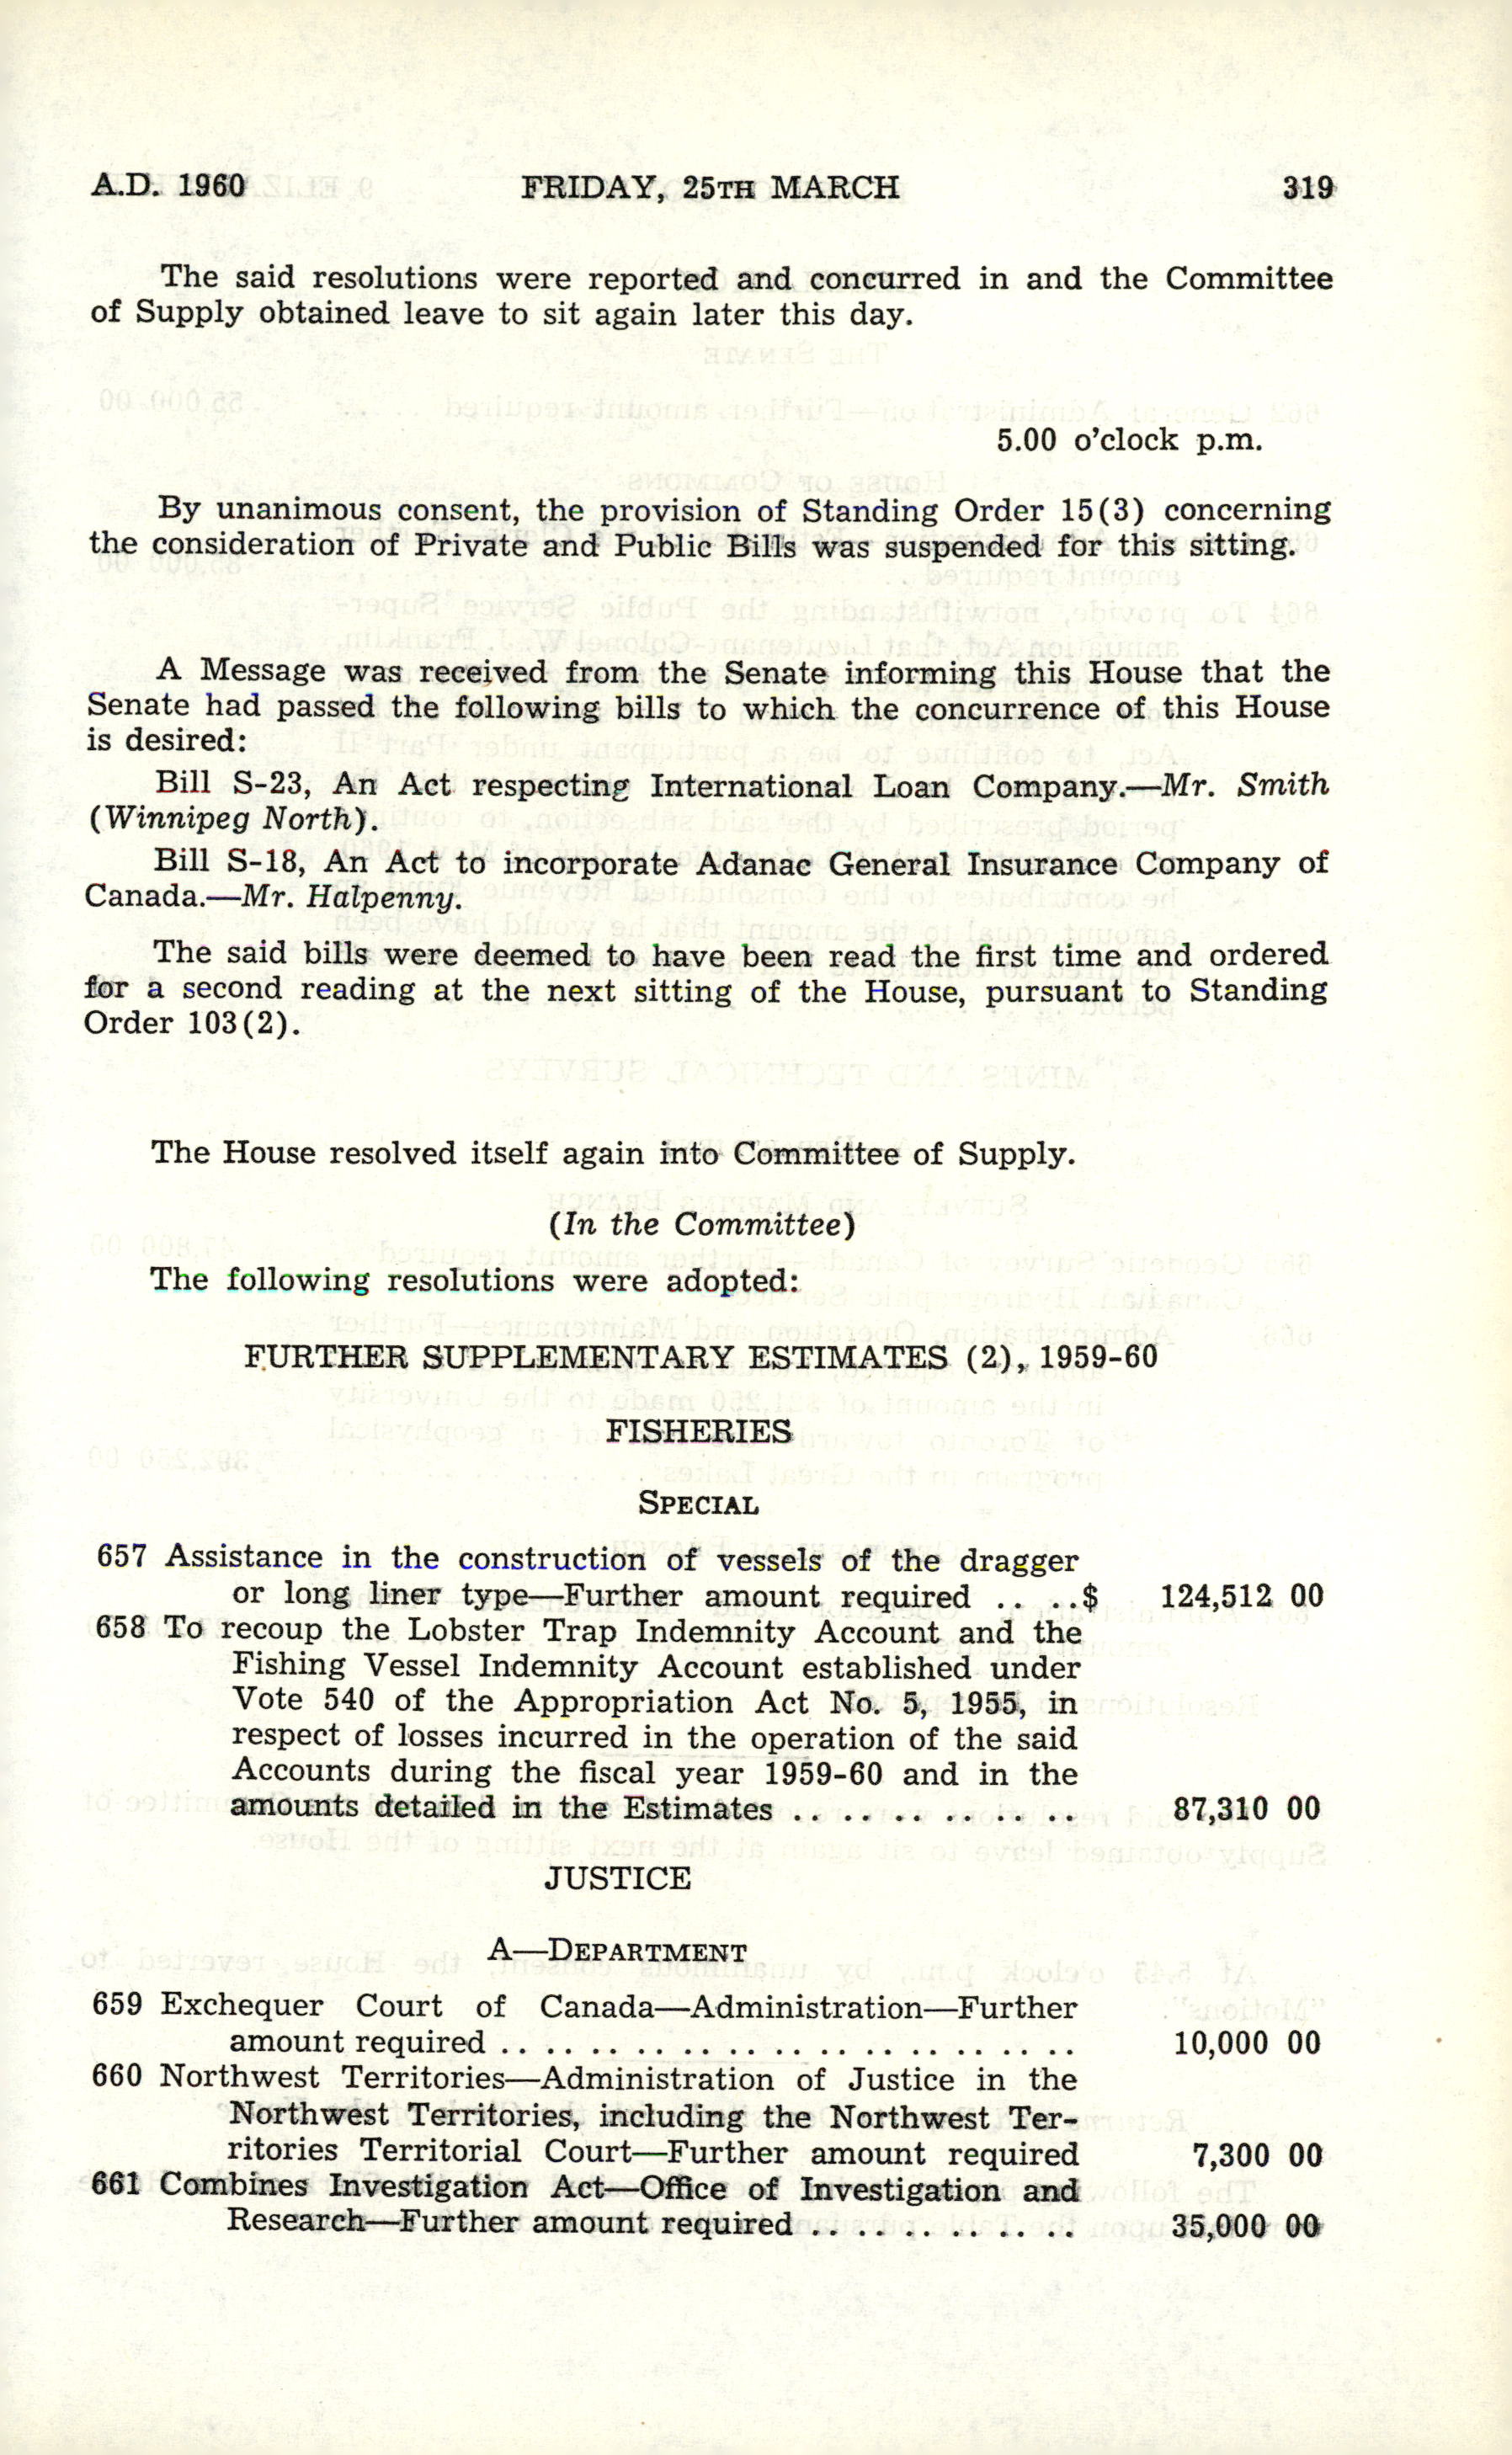 A.D. 1960 FRIDAY, 25TH MARCH 319
The said resolutions were reported and concurred in and the Committee
of Supply obtained leave to sit again later this day.
5.00 o'clock p.m.
By unanimous consent, the provision of Standing Order 15(3) concerning
the consideration of Private and Public Bills was suspended for this sitting.
A Message was received from the Senate informing this House that the
Senate had passed the following bills to which the concurrence of this House
is desired:
Bill S-23, An Act respecting International Loan Company.—Mr. Smith
(Winnipeg North).
Bill S-18, An Act to incorporate Adanac General Insurance Company of
Canada.—Mr. Halpenny.
The said bills were deemed to have been read the first time and ordered
for a second reading at the next sitting of the House, pursuant to Standing
Order 103(2).
The House resolved itself again into Committee of Supply.
(In the Committee)
The following resolutions were adopted:
FURTHER SUPPLEMENTARY ESTIMATES (2), 1959-60
FISHERIES
SPECIAL
657 Assistance in the construction of vessels of the dragger
or long liner type—Further amount required .. ..$ 124,512 00
658 To recoup the Lobster Trap Indemnity Account and the
Fishing Vessel Indemnity Account established under
Vote 540 of the Appropriation Act No. 5, 1955, in
respect of losses incurred in the operation of the said
Accounts during the fiscal year 1959-60 and in the
amounts detailed in the Estimates .. .. .. .. .. .. 87,310 00
JUSTICE
A—DEPARTMENT
659 Exchequer Court of Canada—Administration—Further
amount required .. .. .. .. .. .. .. .. .. .. .. .. .. 10,000 00
660 Northwest Territories—Administration of Justice in the
Northwest Territories, including the Northwest Ter-
ritories Territorial Court—Further amount required 7,300 00
661 Combines Investigation Act—Office of Investigation and
Research—Further amount required .. .. .. .. .. .. 35,000 00